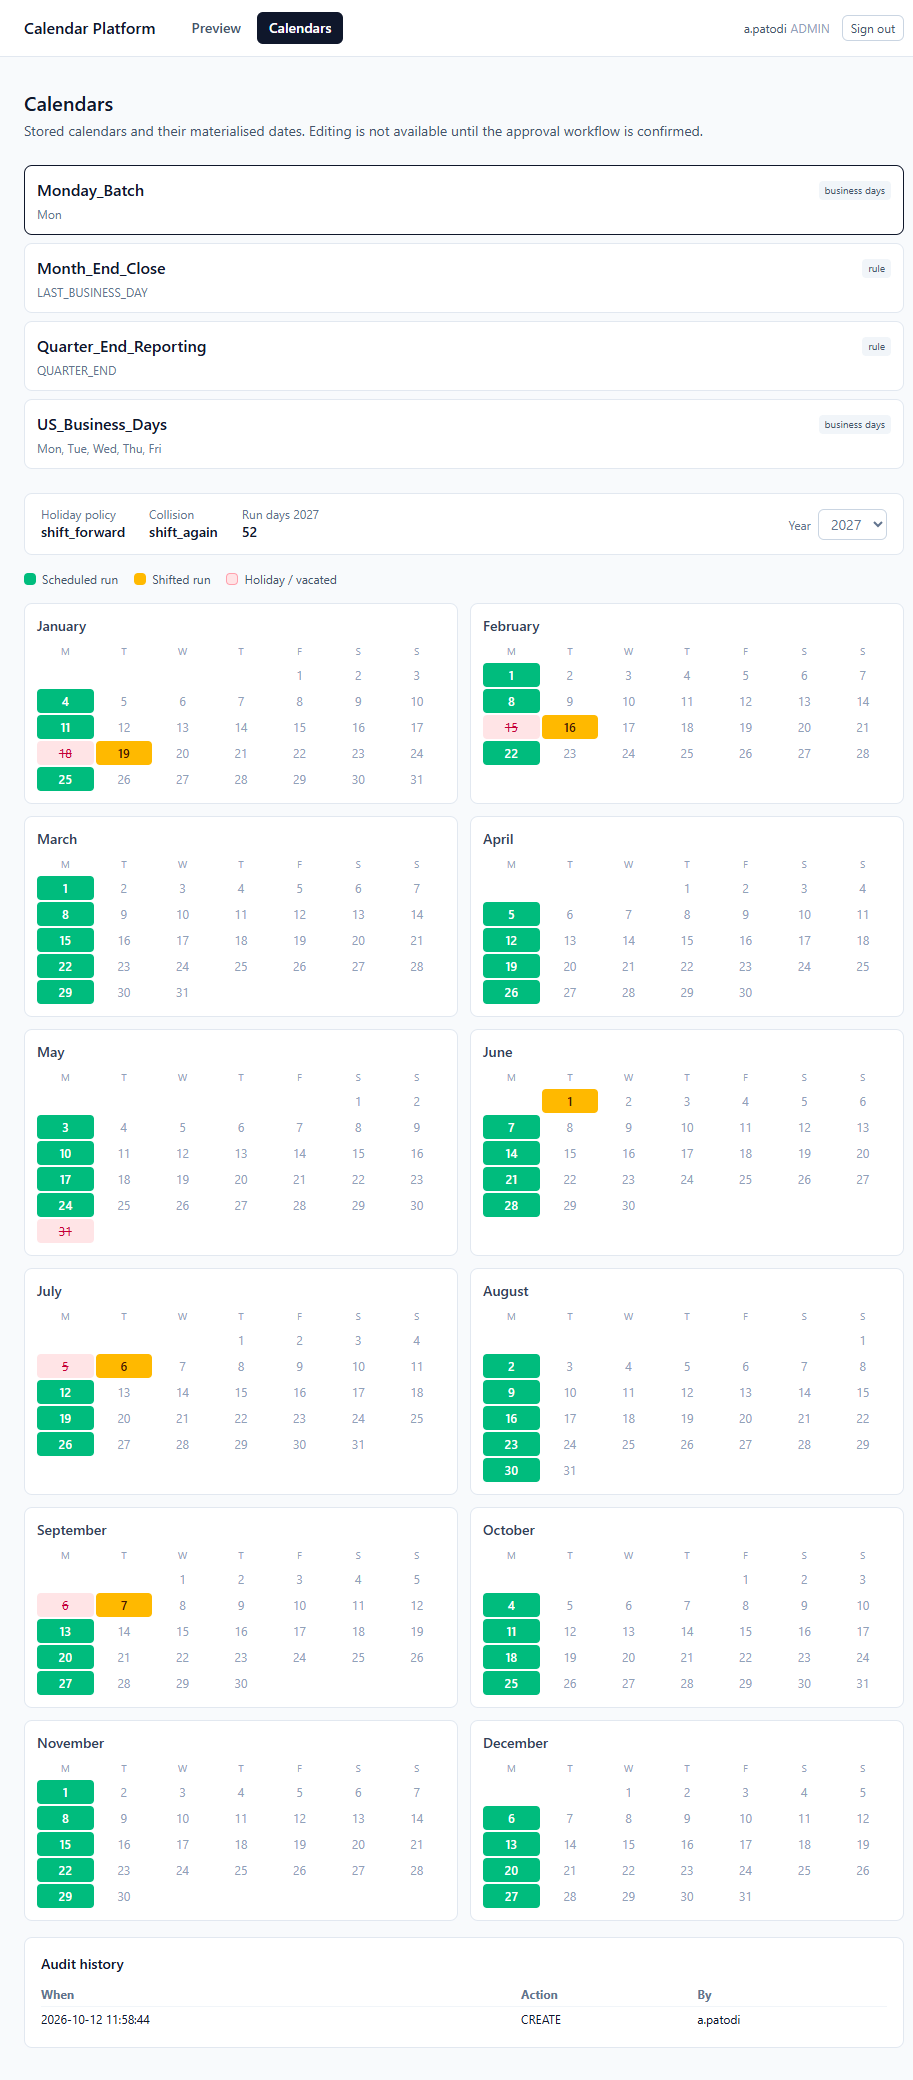 Calendar Platform Preview Calendars a.patodi ADMIN Sign out
Calendars
Stored calendars and their materialised dates. Editing is not available until the approval workflow is confirmed.
Monday_Batch business days
Mon
Month_End_Close rule
LAST_BUSINESS_DAY
Quarter_End_Reporting rule
QUARTER_END
US_Business_Days business days
Mon, Tue, Wed, Thu, Fri
Holiday policy Collision Run days 2027
shift_forward shift_again 52
Year 2027
Scheduled run Shifted run Holiday / vacated
January
M T W T F S S
1 2 3
4 5 6 7 8 9 10
11 12 13 14 15 16 17
18 19 20 21 22 23 24
25 26 27 28 29 30 31
February
M T W T F S S
1 2 3 4 5 6 7
8 9 10 11 12 13 14
15 16 17 18 19 20 21
22 23 24 25 26 27 28
March
M T W T F S S
1 2 3 4 5 6 7
8 9 10 11 12 13 14
15 16 17 18 19 20 21
22 23 24 25 26 27 28
29 30 31
April
M T W T F S S
1 2 3 4
5 6 7 8 9 10 11
12 13 14 15 16 17 18
19 20 21 22 23 24 25
26 27 28 29 30
May
M T W T F S S
1 2
3 4 5 6 7 8 9
10 11 12 13 14 15 16
17 18 19 20 21 22 23
24 25 26 27 28 29 30
31
June
M T W T F S S
1 2 3 4 5 6
7 8 9 10 11 12 13
14 15 16 17 18 19 20
21 22 23 24 25 26 27
28 29 30
July
M T W T F S S
1 2 3 4
5 6 7 8 9 10 11
12 13 14 15 16 17 18
19 20 21 22 23 24 25
26 27 28 29 30 31
August
M T W T F S S
1
2 3 4 5 6 7 8
9 10 11 12 13 14 15
16 17 18 19 20 21 22
23 24 25 26 27 28 29
30 31
September
M T W T F S S
1 2 3 4 5
6 7 8 9 10 11 12
13 14 15 16 17 18 19
20 21 22 23 24 25 26
27 28 29 30
October
M T W T F S S
1 2 3
4 5 6 7 8 9 10
11 12 13 14 15 16 17
18 19 20 21 22 23 24
25 26 27 28 29 30 31
November
M T W T F S S
1 2 3 4 5 6 7
8 9 10 11 12 13 14
15 16 17 18 19 20 21
22 23 24 25 26 27 28
29 30
December
M T W T F S S
1 2 3 4 5
6 7 8 9 10 11 12
13 14 15 16 17 18 19
20 21 22 23 24 25 26
27 28 29 30 31
Audit history
When Action By
2026-10-12 11:58:44 CREATE a.patodi